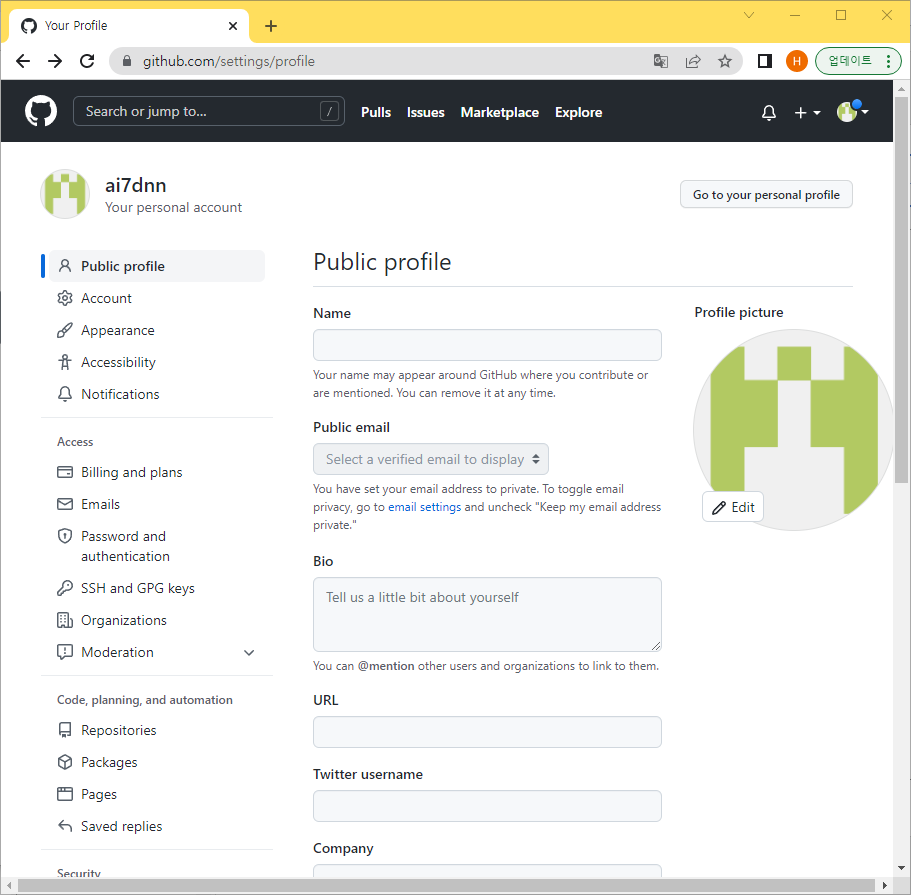 Your Profile
github.com/settings/profile
H
업데이트
Search or jump to...
/
Pulls
Issues
Marketplace
Explore
ai7dnn
Your personal account
Go to your personal profile
Public profile
Account
Appearance
Accessibility
Notifications
Access
Billing and plans
Emails
Password and
authentication
SSH and GPG keys
Organizations
Moderation
Code, planning, and automation
Repositories
Packages
Pages
Saved replies
Security
Public profile
Name
Your name may appear around GitHub where you contribute or
are mentioned. You can remove it at any time.
Public email
Select a verified email to display
You have set your email address to private. To toggle email
privacy, go to email settings and uncheck "Keep my email address
private."
Bio
Tell us a little bit about yourself
You can @mention other users and organizations to link to them.
URL
Twitter username
Company
Profile picture
Edit